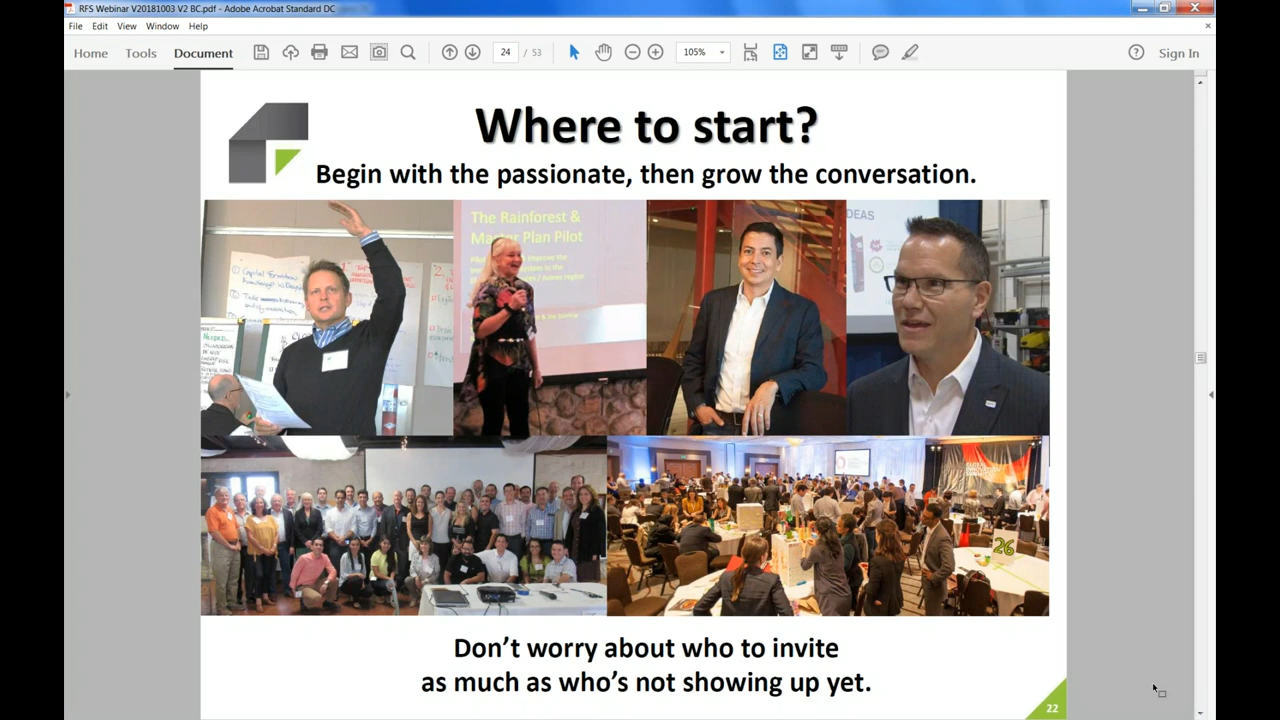 RFS Webinar V20181003 V2 BC.pdf - Adobe Acrobat Standard DC
File Edit View Window Help
Home Tools Document 24 / 53 105% Sign In
Where to start?
Begin with the passionate, then grow the conversation.
The Rainforest &
Master Plan Pilot
IDEAS
26
Don't worry about who to invite
as much as who's not showing up yet.
22